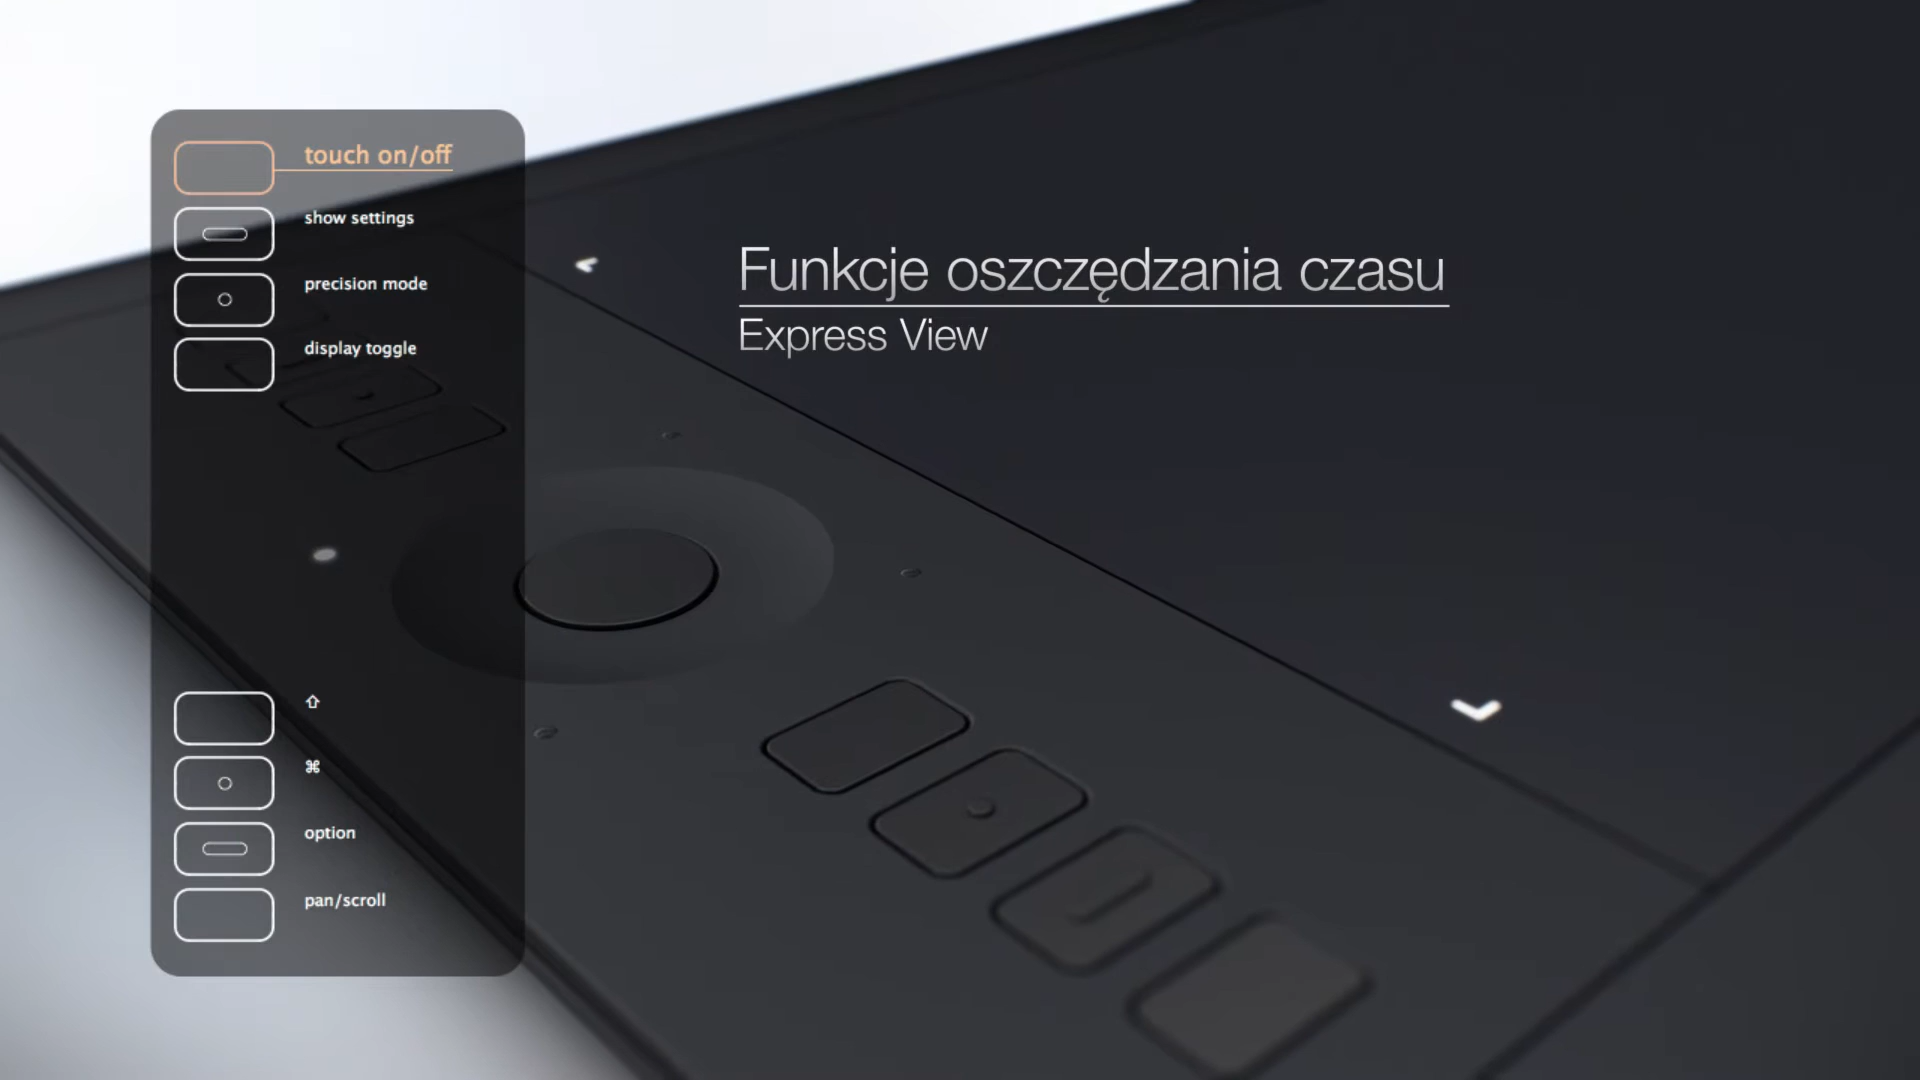 touch on/off
show settings
precision mode
display toggle
⇧
⌘
option
pan/scroll
Funkcje oszczędzania czasu
Express View